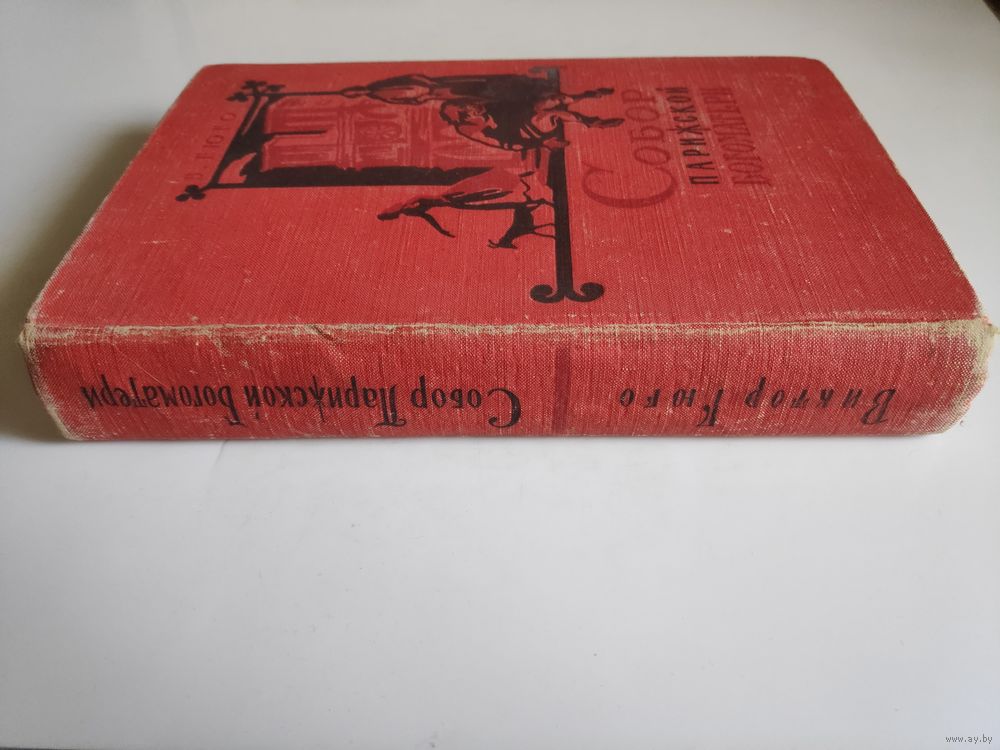 В. ГЮГО
СОБОР
ПАРИЖСКОЙ
БОГОМАТЕРИ
Виктор Гюго
Собор Парижской Богоматери
www.ay.by